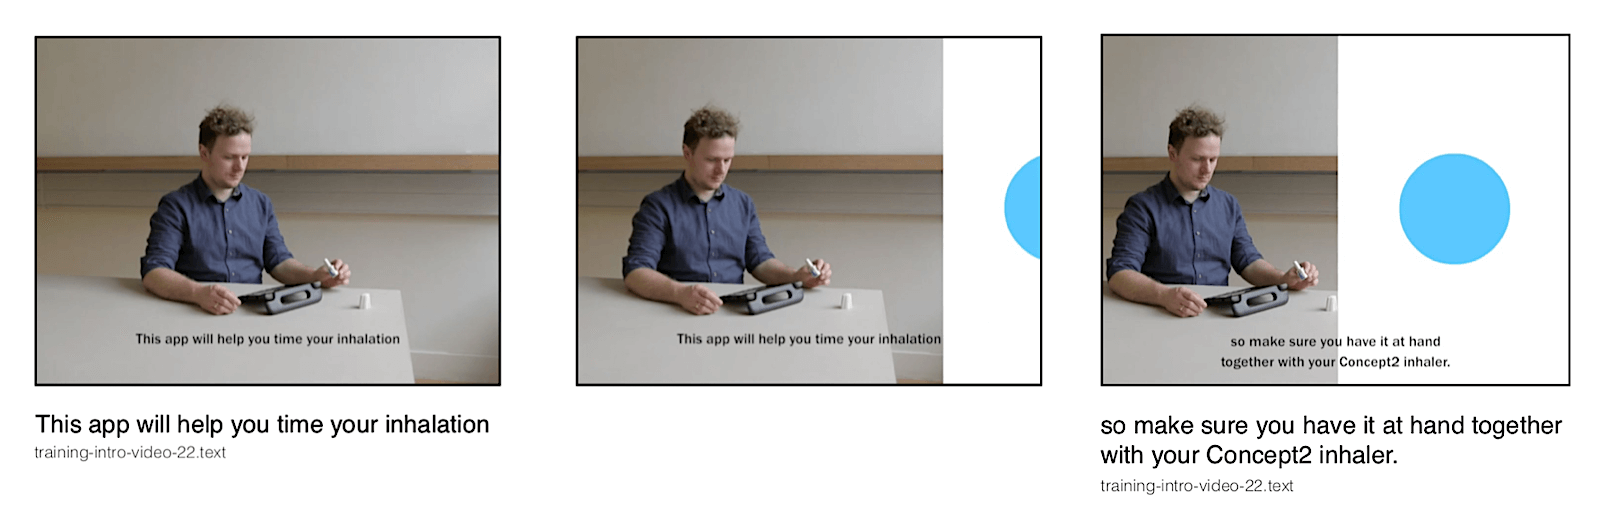 This app will help you time your inhalation
This app will help you time your inhalation
training-intro-video-22.text
This app will help you time your inhalation
so make sure you have it at hand
together with your Concept2 inhaler.
so make sure you have it at hand together
with your Concept2 inhaler.
training-intro-video-22.text